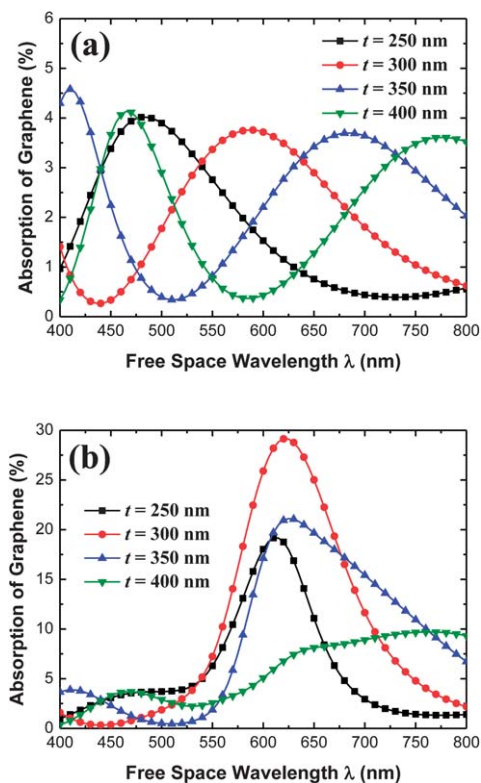 (a)
t = 250 nm
t = 300 nm
t = 350 nm
t = 400 nm
6
5
4
3
2
1
0
Absorption of Graphene (%)
400 450 500 550 600 650 700 750 800
Free Space Wavelength λ (nm)
(b)
t = 250 nm
t = 300 nm
t = 350 nm
t = 400 nm
30
25
20
15
10
5
0
Absorption of Graphene (%)
400 450 500 550 600 650 700 750 800
Free Space Wavelength λ (nm)